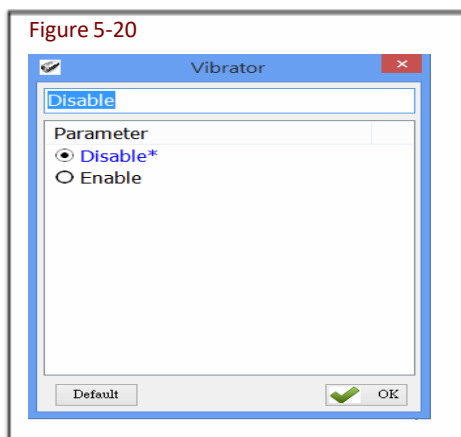 Figure 5-20
Vibrator
Disable
Parameter
Disable*
Enable
Default OK